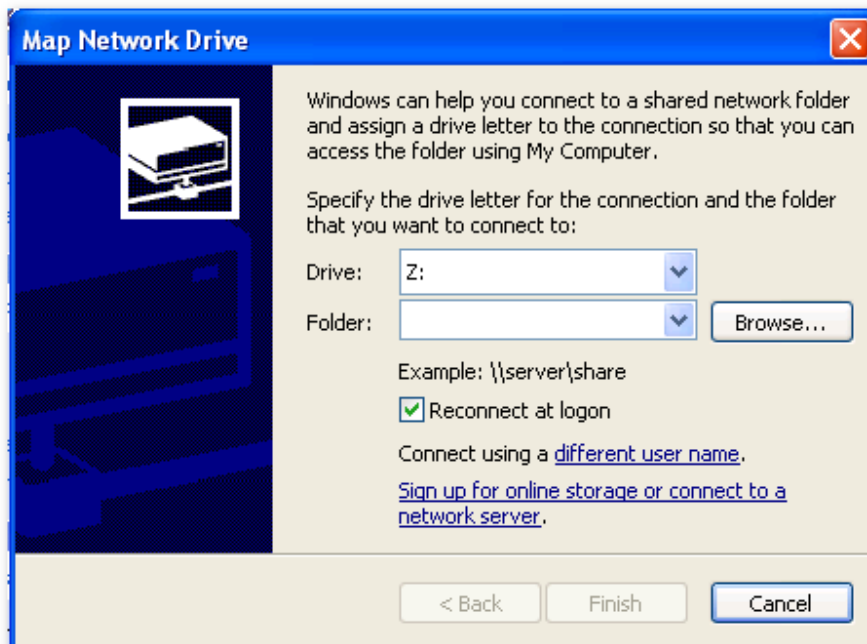 Map Network Drive
Windows can help you connect to a shared network folder
and assign a drive letter to the connection so that you can
access the folder using My Computer.
Specify the drive letter for the connection and the folder
that you want to connect to:
Drive: Z:
Folder: Browse...
Example: \\server\share
Reconnect at logon
Connect using a different user name.
Sign up for online storage or connect to a
network server.
< Back Finish Cancel